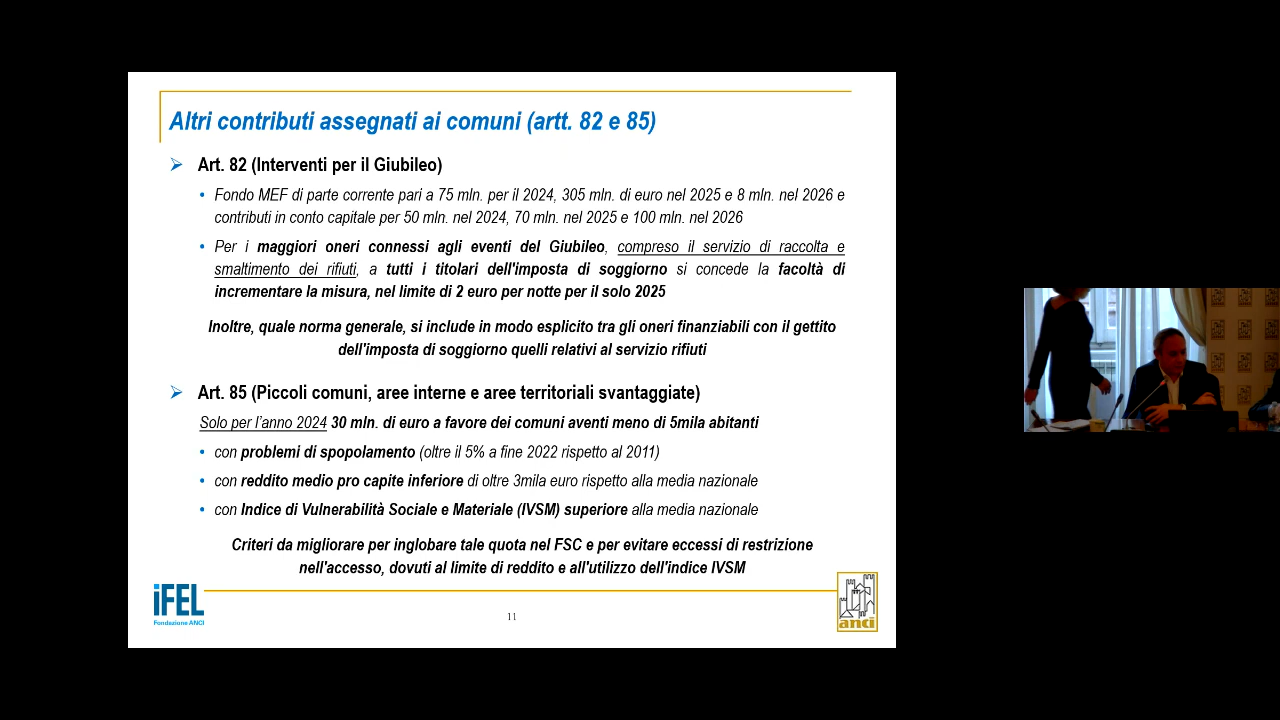 Altri contributi assegnati ai comuni (artt. 82 e 85)
Art. 82 (Interventi per il Giubileo)
Fondo MEF di parte corrente pari a 75 mln. per il 2024, 305 mln. di euro nel 2025 e 8 mln. nel 2026 e
contributi in conto capitale per 50 mln. nel 2024, 70 mln. nel 2025 e 100 mln. nel 2026
Per i maggiori oneri connessi agli eventi del Giubileo, compreso il servizio di raccolta e
smaltimento dei rifiuti, a tutti i titolari dell'imposta di soggiorno si concede la facoltà di
incrementare la misura, nel limite di 2 euro per notte per il solo 2025
Inoltre, quale norma generale, si include in modo esplicito tra gli oneri finanziabili con il gettito
dell'imposta di soggiorno quelli relativi al servizio rifiuti
Art. 85 (Piccoli comuni, aree interne e aree territoriali svantaggiate)
Solo per l'anno 2024 30 mln. di euro a favore dei comuni aventi meno di 5mila abitanti
con problemi di spopolamento (oltre il 5% a fine 2022 rispetto al 2011)
con reddito medio pro capite inferiore di oltre 3mila euro rispetto alla media nazionale
con Indice di Vulnerabilità Sociale e Materiale (IVSM) superiore alla media nazionale
Criteri da migliorare per inglobare tale quota nel FSC e per evitare eccessi di restrizione
nell'accesso, dovuti al limite di reddito e all'utilizzo dell'indice IVSM
iFEL
Fondazione ANCI
11
anci